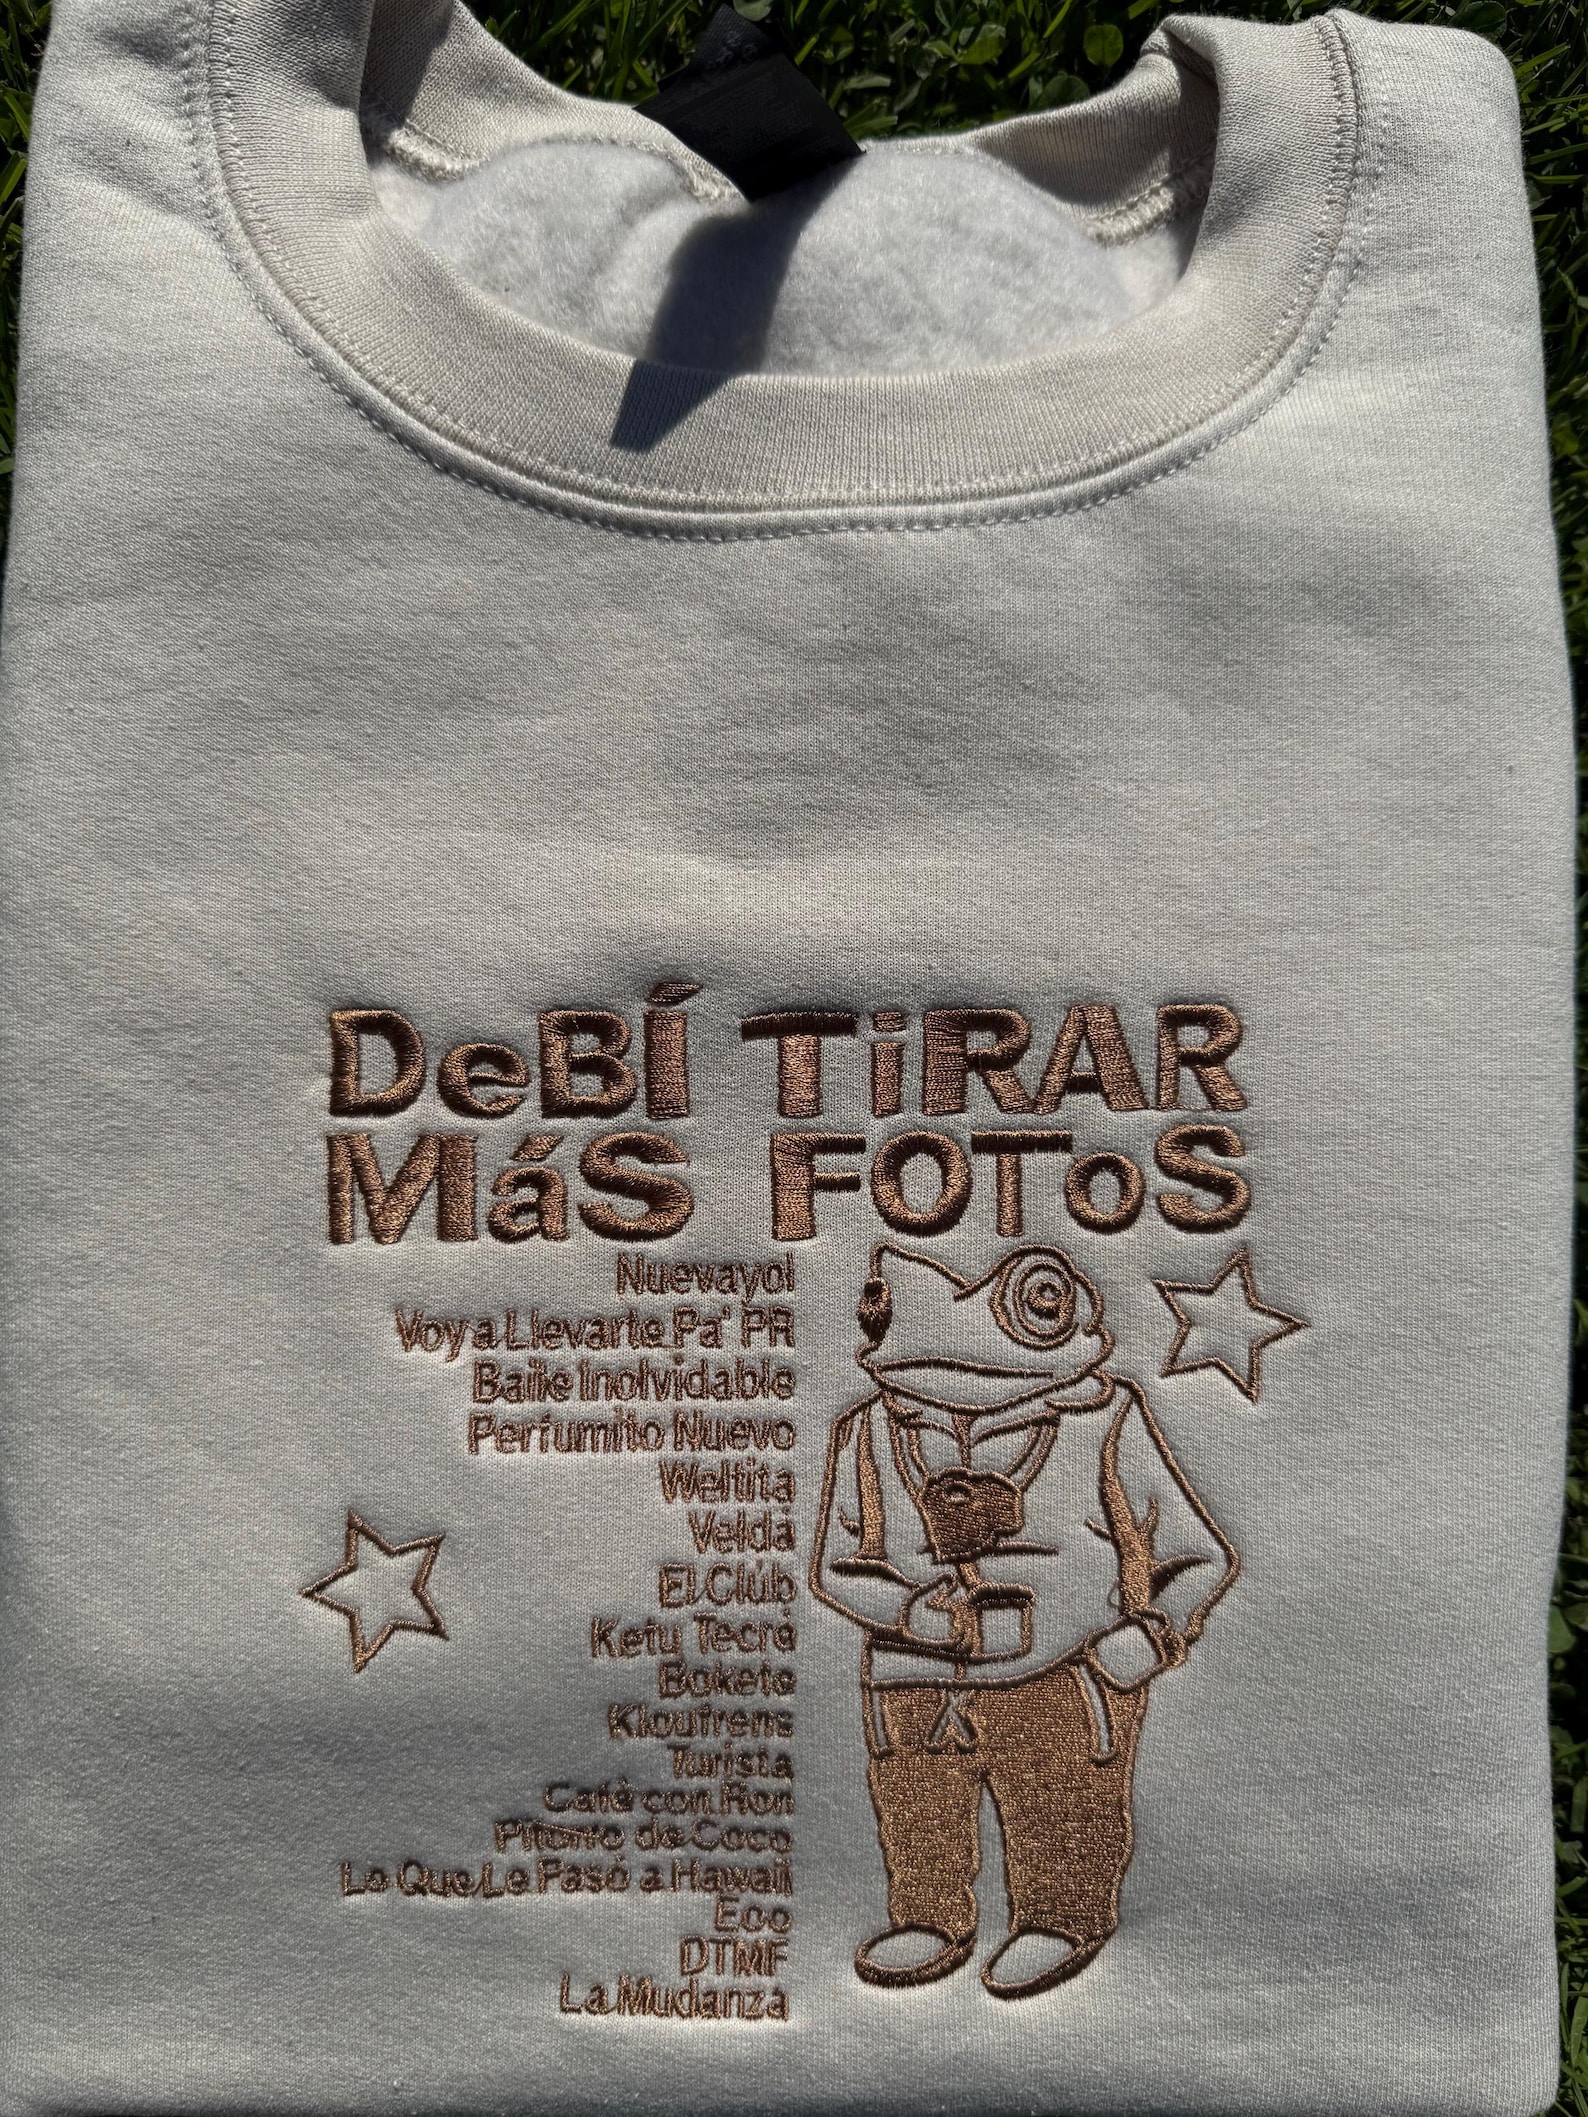 DeBÍ TiRAR
MáS FOToS
Nuevayol
Voy a Llevarte Pa' PR
Baile Inolvidable
Perfumito Nuevo
Weltita
Veldá
El Clúb
Ketu Tecré
Bokete
Kloufrens
Turista
Café con Ron
Pitorro de Coco
Lo Que Le Pasó a Hawaii
Eoo
DTMF
La Mudanza